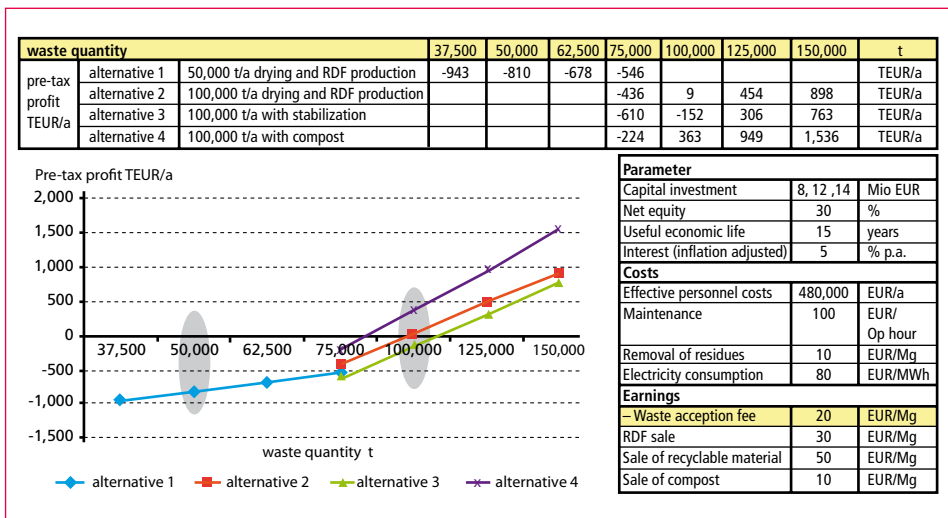 waste quantity 37,500 50,000 62,500 75,000 100,000 125,000 150,000 t
pre-tax profit TEUR/a
alternative 1 50,000 t/a drying and RDF production -943 -810 -678 -546 TEUR/a
alternative 2 100,000 t/a drying and RDF production -436 9 454 898 TEUR/a
alternative 3 100,000 t/a with stabilization -610 -152 306 763 TEUR/a
alternative 4 100,000 t/a with compost -224 363 949 1,536 TEUR/a
Pre-tax profit TEUR/a
2,000
1,500
1,000
500
0
37,500 50,000 62,500 75,000 100,000 125,000 150,000
-500
-1,000
-1,500
waste quantity t
alternative 1 alternative 2 alternative 3 alternative 4
Parameter
Capital investment 8, 12 ,14 Mio EUR
Net equity 30 %
Useful economic life 15 years
Interest (inflation adjusted) 5 % p.a.
Costs
Effective personnel costs 480,000 EUR/a
Maintenance 100 EUR/
Op hour
Removal of residues 10 EUR/Mg
Electricity consumption 80 EUR/MWh
Earnings
– Waste acception fee 20 EUR/Mg
RDF sale 30 EUR/Mg
Sale of recyclable material 50 EUR/Mg
Sale of compost 10 EUR/Mg